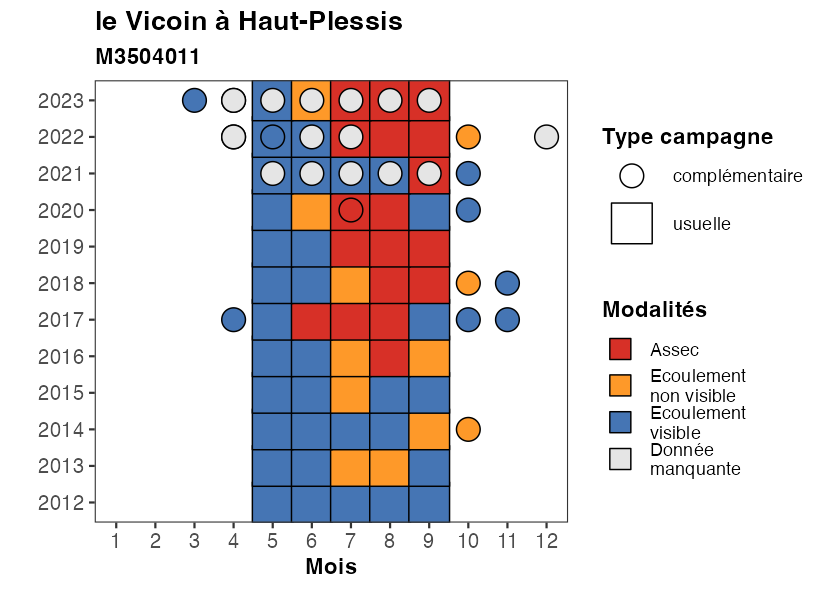 le Vicoin à Haut-Plessis
M3504011
2023
2022
2021
2020
2019
2018
2017
2016
2015
2014
2013
2012
1 2 3 4 5 6 7 8 9 10 11 12
Mois
Type campagne
complémentaire
usuelle
Modalités
Assec
Ecoulement
non visible
Ecoulement
visible
Donnée
manquante